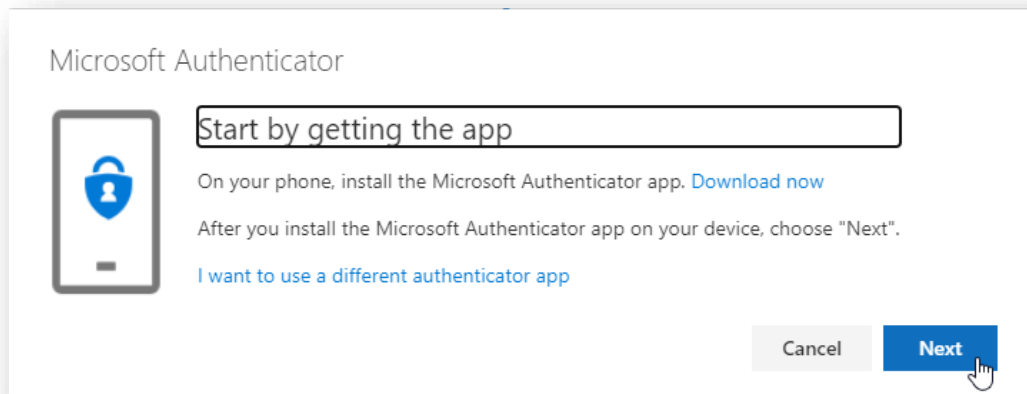 Microsoft Authenticator
Start by getting the app
On your phone, install the Microsoft Authenticator app. Download now
After you install the Microsoft Authenticator app on your device, choose "Next".
I want to use a different authenticator app
Cancel
Next